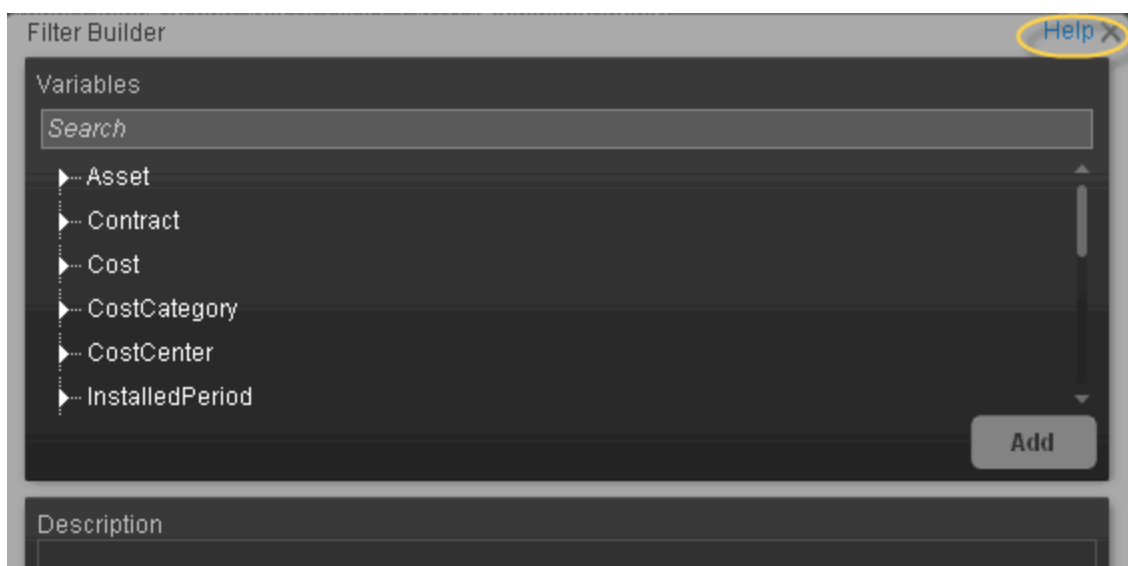 Filter Builder Help
Variables
Search
Asset
Contract
Cost
CostCategory
CostCenter
InstalledPeriod
Add
Description